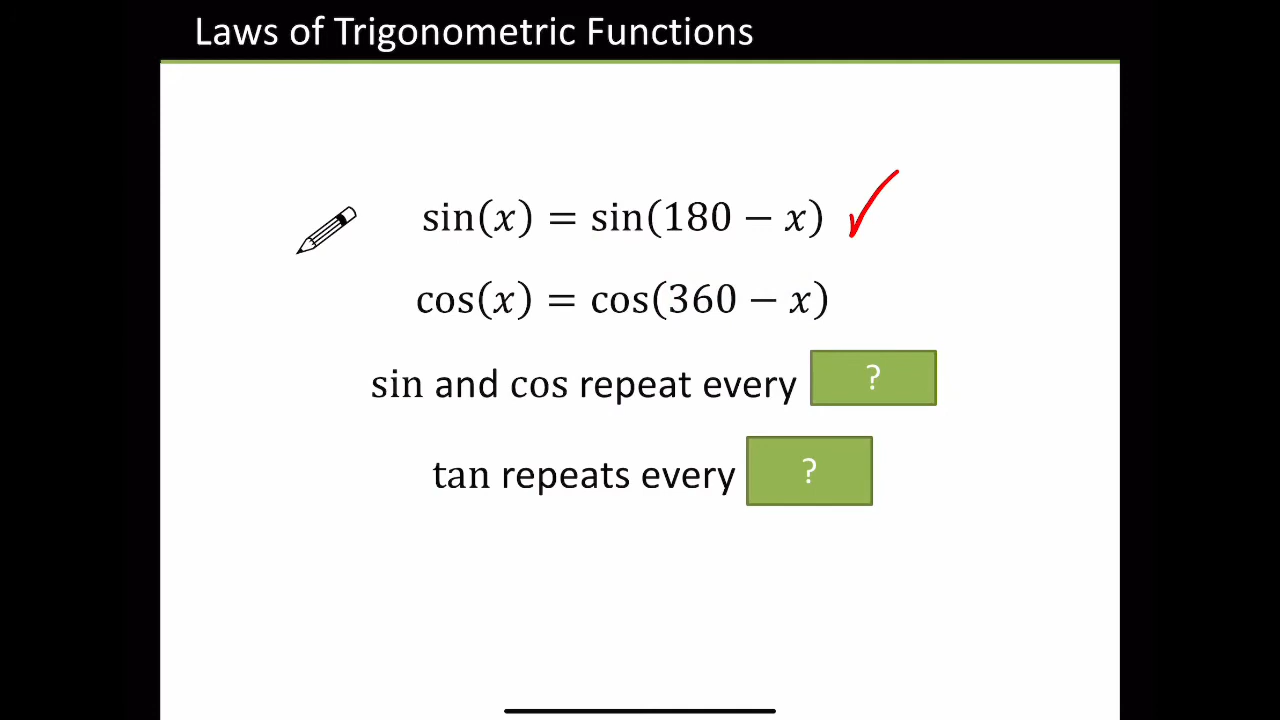 Laws of Trigonometric Functions
sin(x) = sin(180 − x)
cos(x) = cos(360 − x)
sin and cos repeat every ?
tan repeats every ?